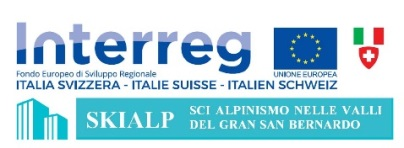 Interreg
Fondo Europeo di Sviluppo Regionale
UNIONE EUROPEA
ITALIA SVIZZERA - ITALIE SUISSE - ITALIEN SCHWEIZ
SKIALP
SCI ALPINISMO NELLE VALLI
DEL GRAN SAN BERNARDO